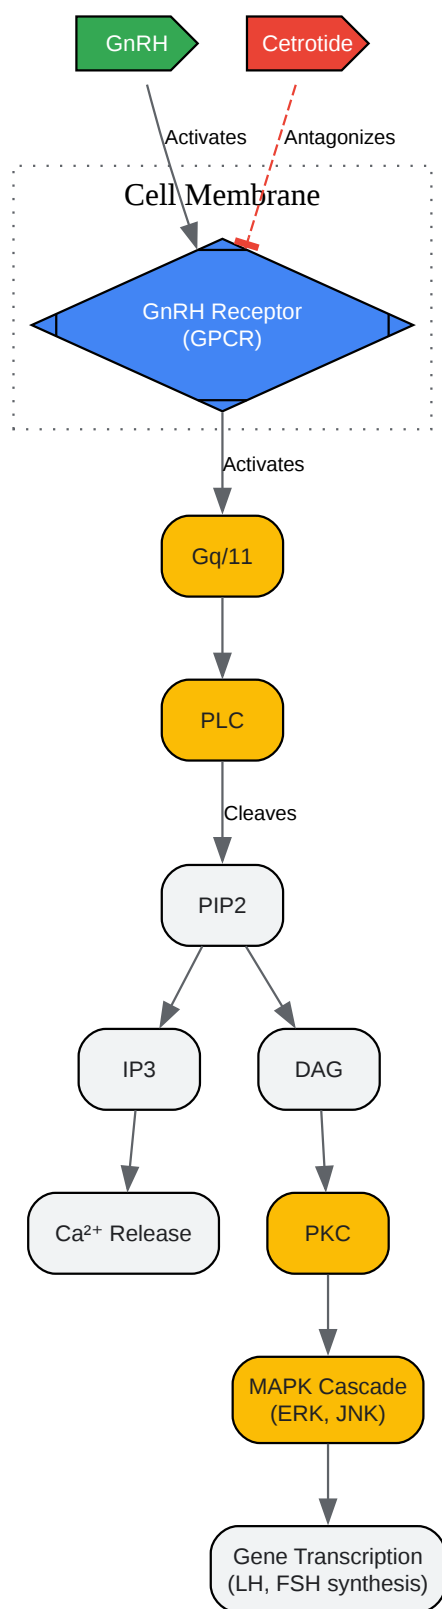 GnRH
Cetrotide
Activates
Antagonizes
Cell Membrane
GnRH Receptor
(GPCR)
Activates
Gq/11
PLC
Cleaves
PIP2
IP3
DAG
Ca²⁺ Release
PKC
MAPK Cascade
(ERK, JNK)
Gene Transcription
(LH, FSH synthesis)